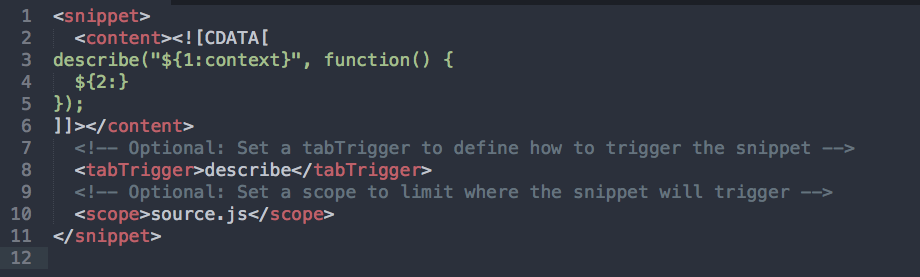 1 <snippet>
2   <content><![CDATA[
3 describe("${1:context}", function() {
4   ${2:}
5 });
6 ]]></content>
7   <!-- Optional: Set a tabTrigger to define how to trigger the snippet -->
8   <tabTrigger>describe</tabTrigger>
9   <!-- Optional: Set a scope to limit where the snippet will trigger -->
10   <scope>source.js</scope>
11 </snippet>
12